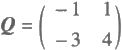 Q = ( −1 1
−3 4 )